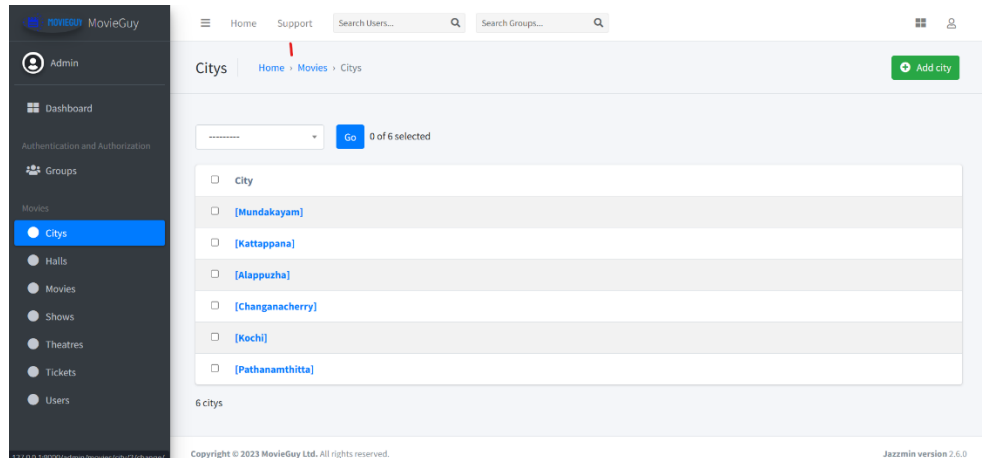 MOVIEGUY MovieGuy
Home Support Search Users... Search Groups...
Admin
Citys Home › Movies › Citys Add city
Dashboard
--------- Go 0 of 6 selected
Authentication and Authorization
Groups
City
Movies
[Mundakayam]
Citys
[Kattappana]
Halls
[Alappuzha]
Movies
[Changanacherry]
Shows
[Kochi]
Theatres
[Pathanamthitta]
Tickets
Users
6 citys
Copyright © 2023 MovieGuy Ltd. All rights reserved. Jazzmin version 2.6.0